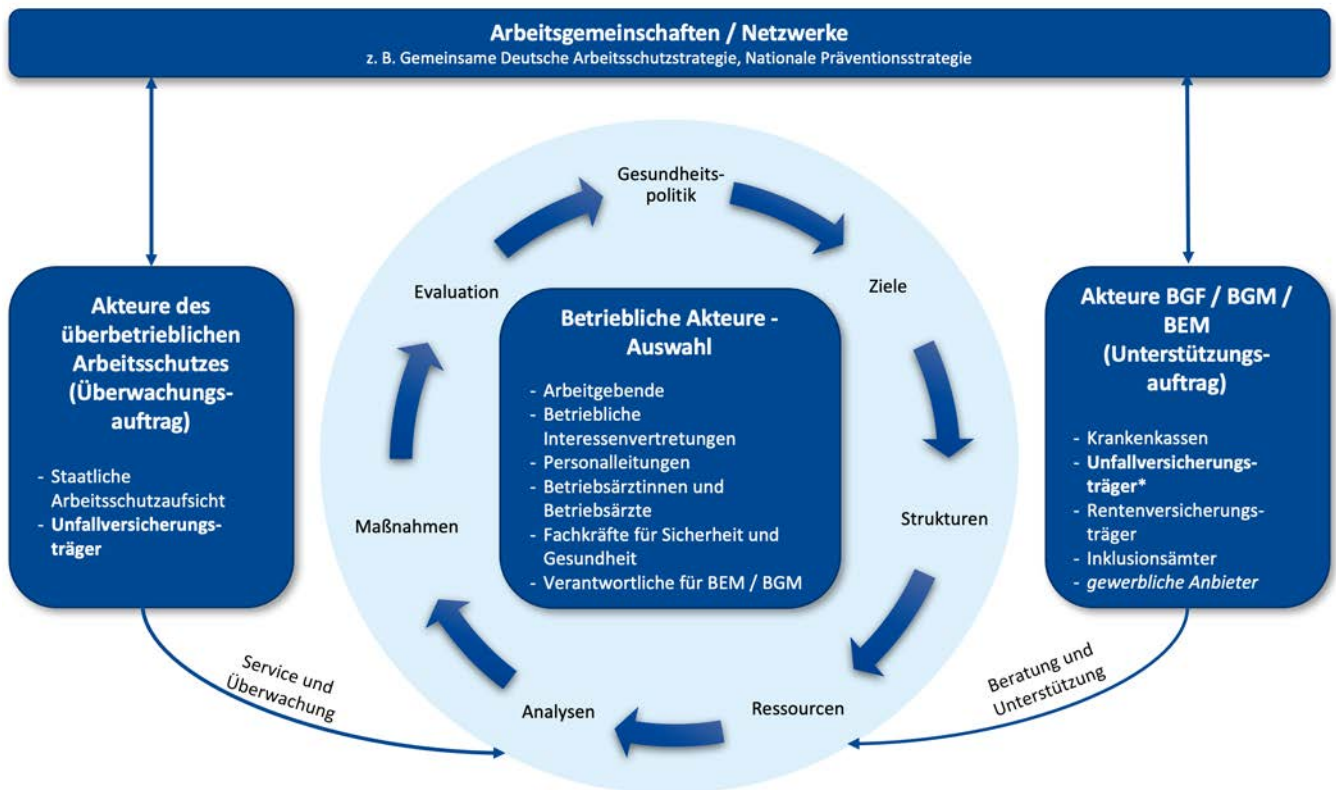 Arbeitsgemeinschaften / Netzwerke
z. B. Gemeinsame Deutsche Arbeitsschutzstrategie, Nationale Präventionsstrategie
Akteure des
überbetrieblichen
Arbeitsschutzes
(Überwachungs-
auftrag)
- Staatliche
Arbeitsschutzaufsicht
- Unfallversicherungs-
träger
Service und
Überwachung
Gesundheits-
politik
Ziele
Strukturen
Ressourcen
Analysen
Maßnahmen
Evaluation
Betriebliche Akteure -
Auswahl
- Arbeitgebende
- Betriebliche
Interessenvertretungen
- Personalleitungen
- Betriebsärztinnen und
Betriebsärzte
- Fachkräfte für Sicherheit und
Gesundheit
- Verantwortliche für BEM / BGM
Akteure BGF / BGM /
BEM
(Unterstützungs-
auftrag)
- Krankenkassen
- Unfallversicherungs-
träger*
- Rentenversicherungs-
träger
- Inklusionsämter
- gewerbliche Anbieter
Beratung und
Unterstützung